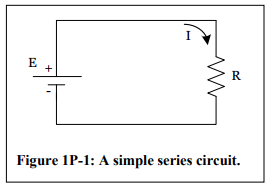 I
E
+
R
-
Figure 1P-1: A simple series circuit.